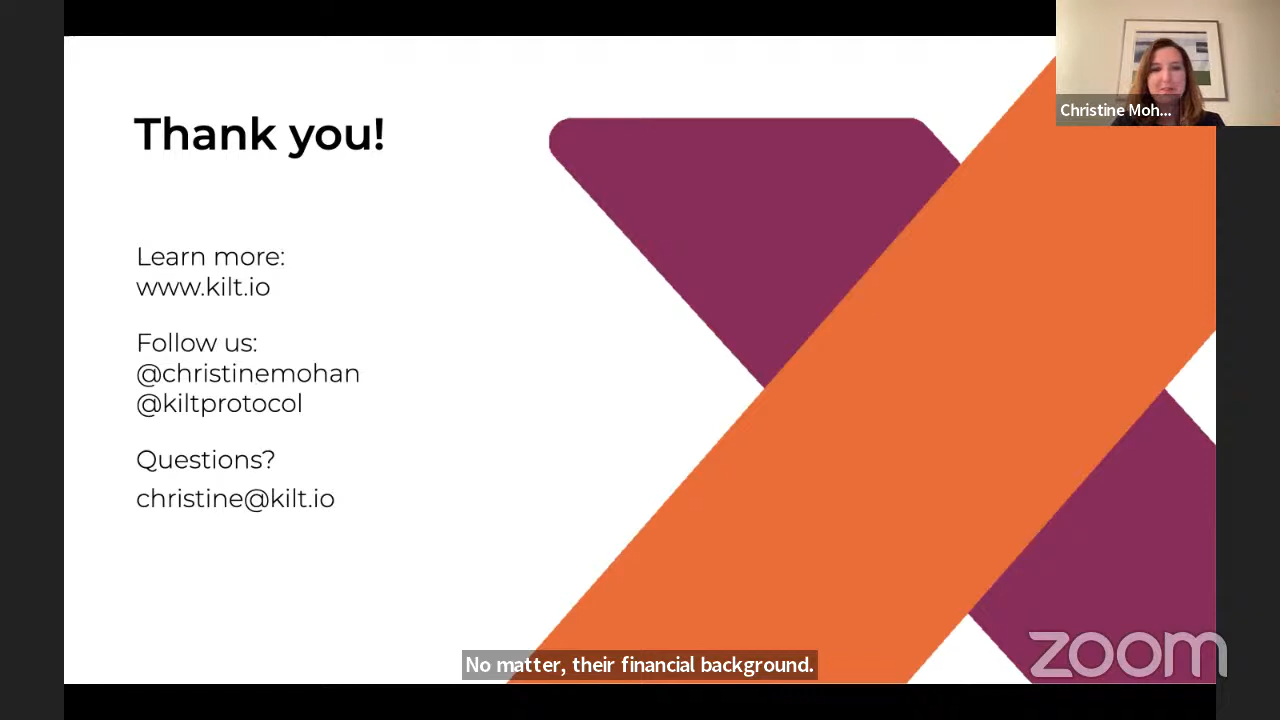 Thank you!
Learn more:
www.kilt.io
Follow us:
@christinemohan
@kiltprotocol
Questions?
christine@kilt.io
Christine Moh...
No matter, their financial background.
zoom